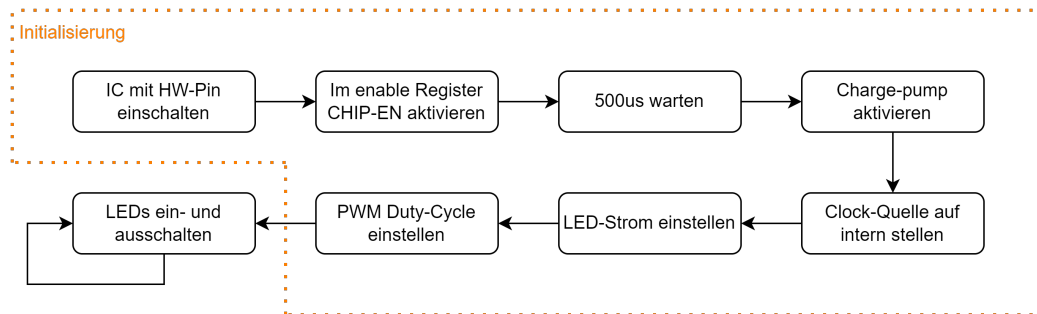 Initialisierung
IC mit HW-Pin
einschalten
Im enable Register
CHIP-EN aktivieren
500us warten
Charge-pump
aktivieren
Clock-Quelle auf
intern stellen
LED-Strom einstellen
PWM Duty-Cycle
einstellen
LEDs ein- und
ausschalten